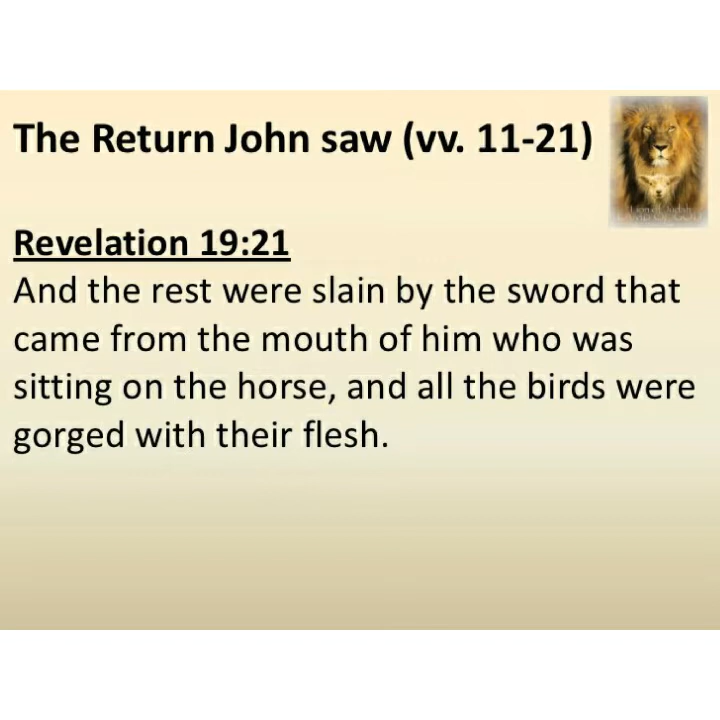 The Return John saw (vv. 11-21)
Revelation 19:21
And the rest were slain by the sword that
came from the mouth of him who was
sitting on the horse, and all the birds were
gorged with their flesh.